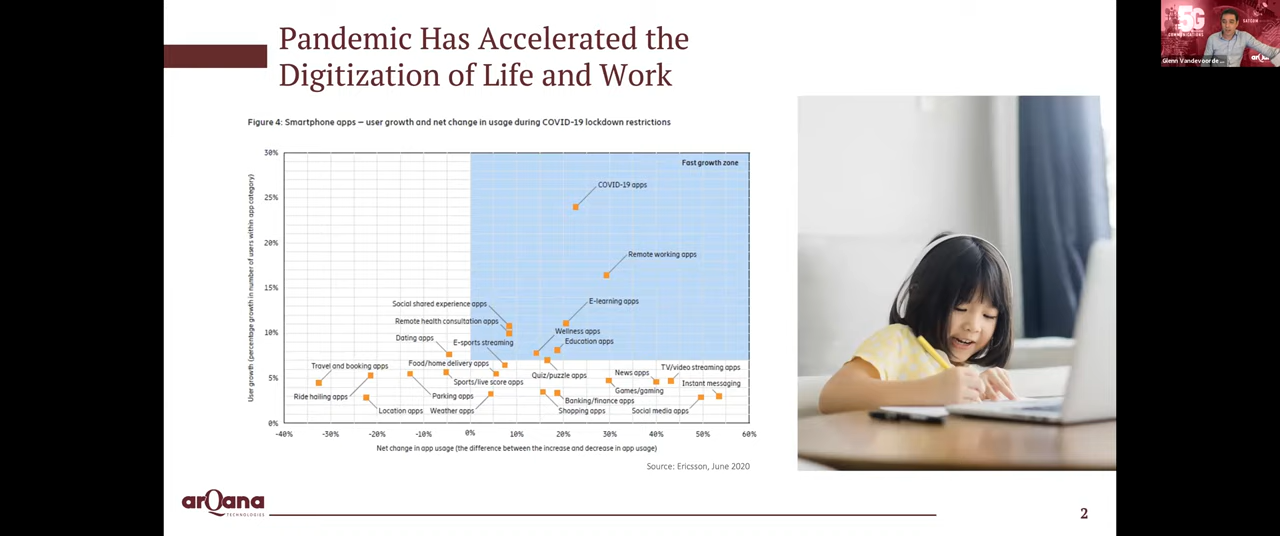 Pandemic Has Accelerated the
Digitization of Life and Work
Figure 4: Smartphone apps – user growth and net change in usage during COVID-19 lockdown restrictions
User growth (percentage growth in number of users within app category)
30%
25%
20%
15%
10%
5%
0%
Fast growth zone
COVID-19 apps
Remote working apps
E-learning apps
Social shared experience apps
Remote health consultation apps
Wellness apps
Dating apps
E-sports streaming
Education apps
Travel and booking apps
Food/home delivery apps
TV/video streaming apps
Quiz/puzzle apps
News apps
Sports/live score apps
Instant messaging
Games/gaming
Ride hailing apps
Parking apps
Banking/finance apps
Location apps
Weather apps
Shopping apps
Social media apps
-40%
-30%
-20%
-10%
0%
10%
20%
30%
40%
50%
60%
Net change in app usage (the difference between the increase and decrease in app usage)
Source: Ericsson, June 2020
arQana
TECHNOLOGIES
2
5G
SATCOM
COMMUNICATIONS
Glenn Vandevoorde ...
arQ